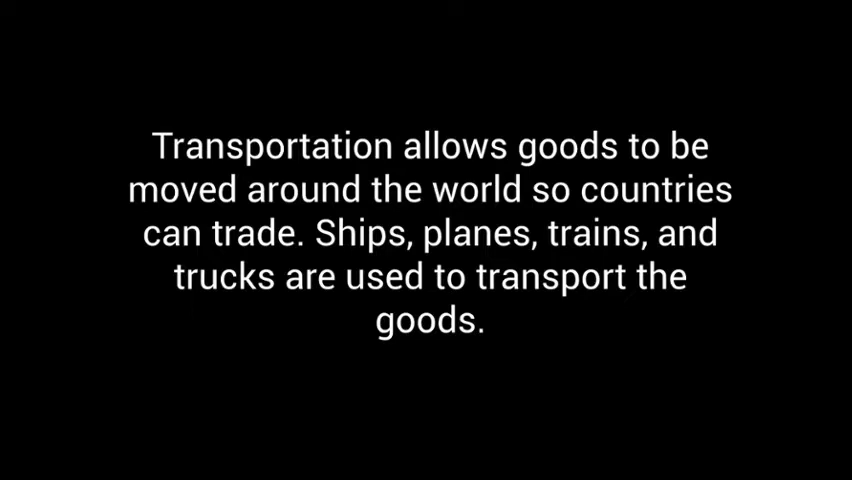 Transportation allows goods to be
moved around the world so countries
can trade. Ships, planes, trains, and
trucks are used to transport the
goods.